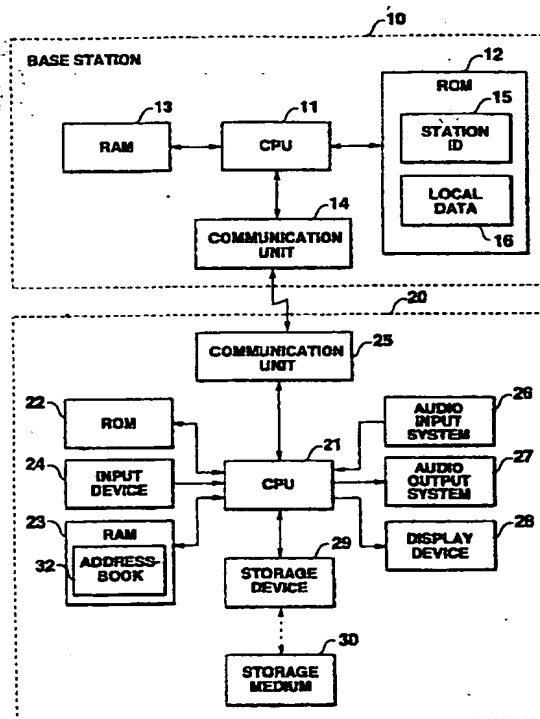 10
BASE STATION
12
ROM
13
RAM
11
CPU
15
STATION
ID
LOCAL
DATA
16
14
COMMUNICATION
UNIT
20
COMMUNICATION
UNIT
25
22
ROM
24
INPUT
DEVICE
23
RAM
32
ADDRESS-
BOOK
21
CPU
26
AUDIO
INPUT
SYSTEM
27
AUDIO
OUTPUT
SYSTEM
28
DISPLAY
DEVICE
29
STORAGE
DEVICE
30
STORAGE
MEDIUM